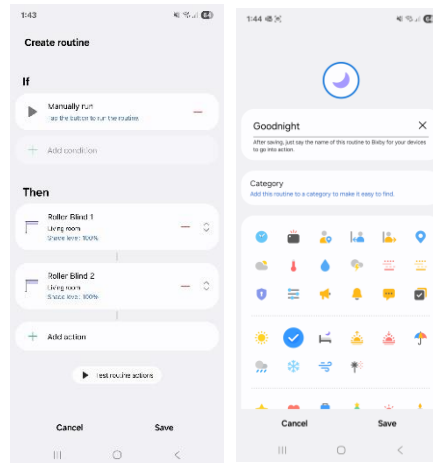 1:43
Create routine
If
Manually run
Tap the button to run the routine
Add condition
Then
Roller Blind 1
Living room
Shade level: 100%
Roller Blind 2
Living room
Shade level: 100%
Add action
Test routine actions
Cancel
Save
1:44
Goodnight
After saving, just say the name of this routine to Bixby for your devices
to go into action
Category
Add this routine to a category to make it easy to find.
Cancel
Save